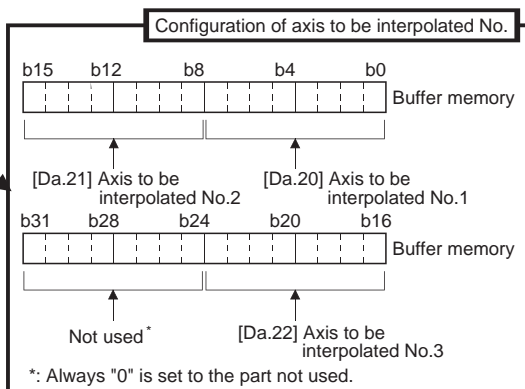 Configuration of axis to be interpolated No.
b15 b12 b8 b4 b0
Buffer memory
[Da.21] Axis to be
interpolated No.2
[Da.20] Axis to be
interpolated No.1
b31 b28 b24 b20 b16
Buffer memory
Not used*
[Da.22] Axis to be
interpolated No.3
*: Always "0" is set to the part not used.